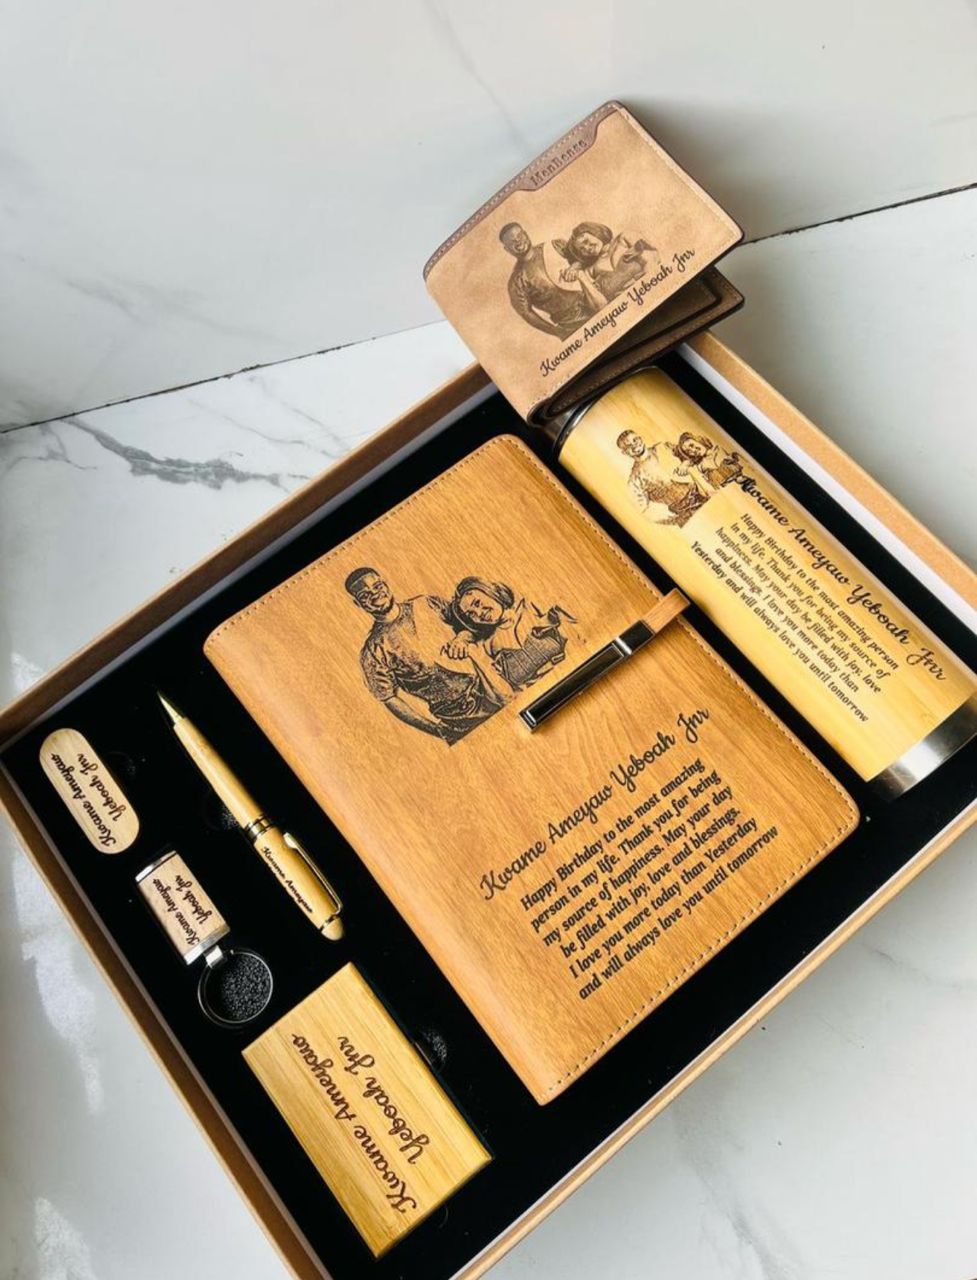 MenBense
Kwame Ameyaw Yeboah Jnr
Kwame Ameyaw Yeboah Jnr
Happy Birthday to the most amazing person
in my life. Thank you for being my source of
happiness. May your day be filled with joy, love
and blessings. I love you more today than
Yesterday and will always love you until tomorrow
Kwame Ameyaw Yeboah Jnr
Happy Birthday to the most amazing
person in my life. Thank you for being
my source of happiness. May your day
be filled with joy, love and blessings.
I love you more today than Yesterday
and will always love you until tomorrow
Kwame Ameyaw
Yeboah Jnr
Kwame Ameyaw
Kwame Ameyaw
Yeboah Jnr
Kwame Ameyaw
Yeboah Jnr